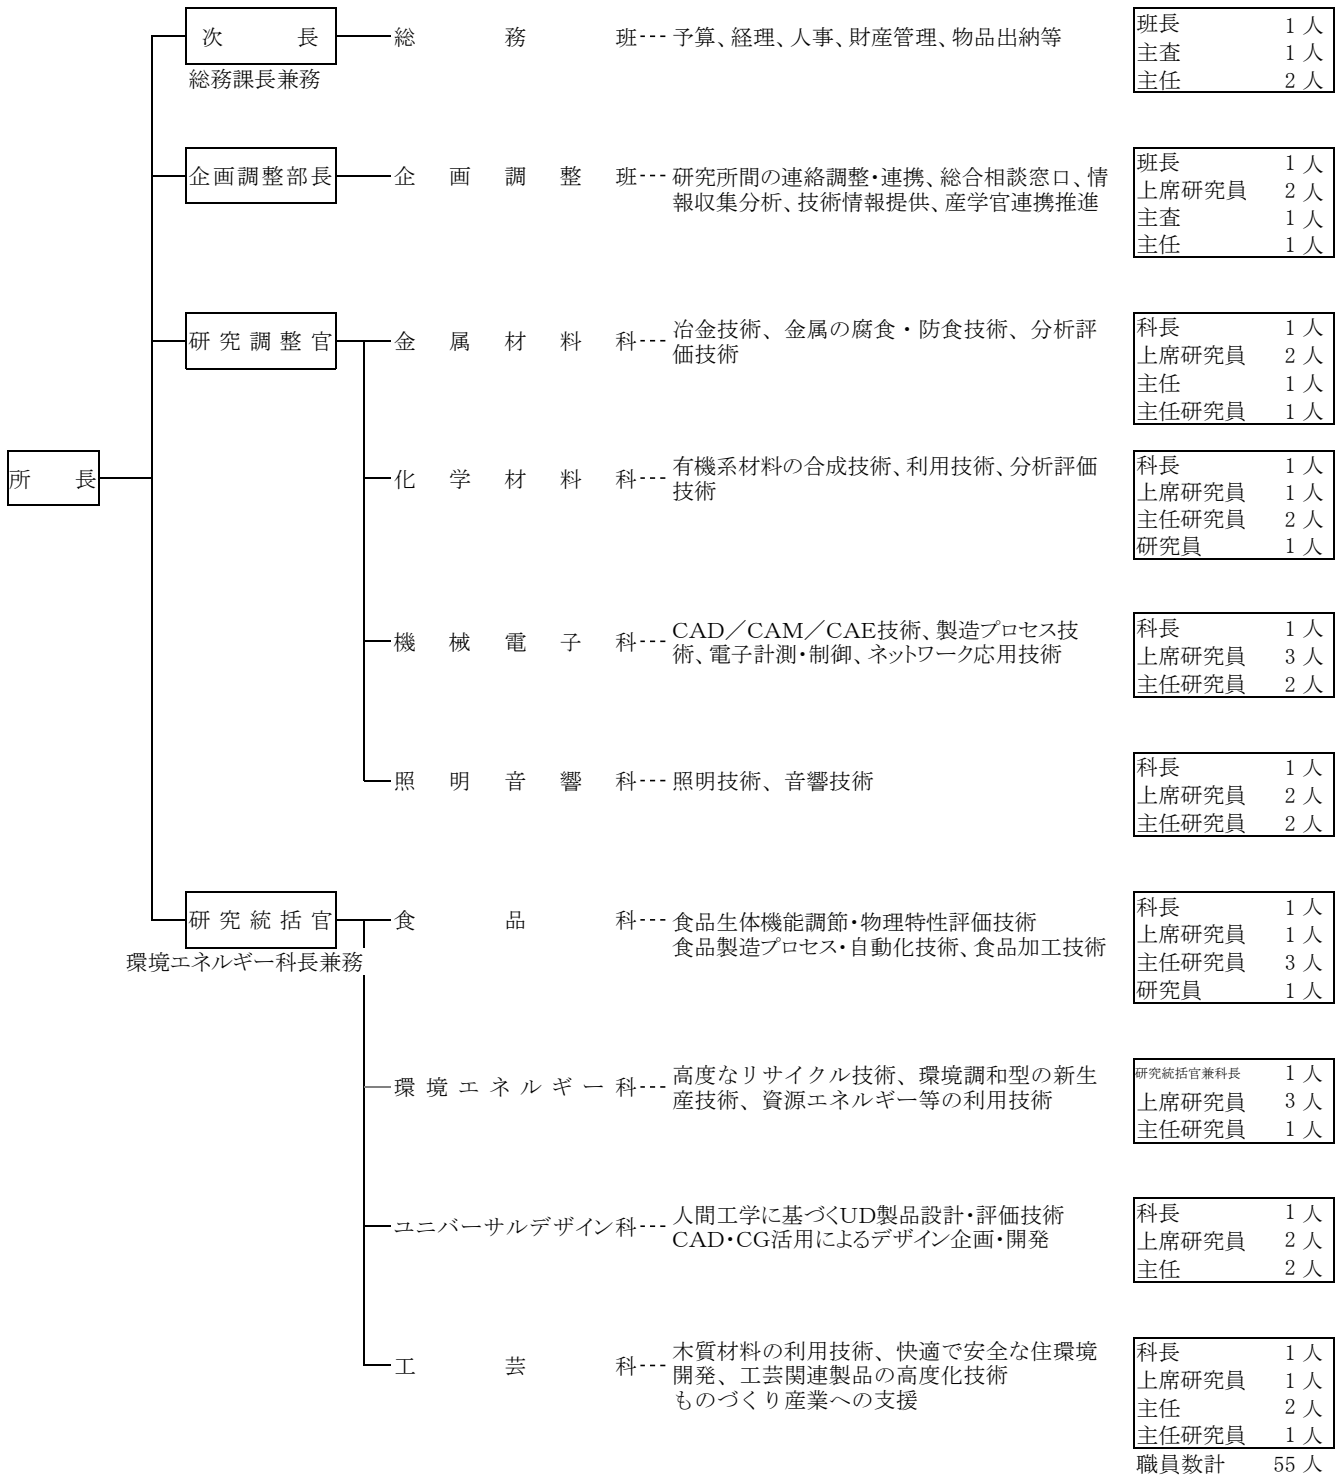 次長 総務班--- 予算、経理、人事、財産管理、物品出納等
総務課長兼務
班長 1人
主査 1人
主任 2人
企画調整部長 企画調整班--- 研究所間の連絡調整・連携、総合相談窓口、情
報収集分析、技術情報提供、産学官連携推進
班長 1人
上席研究員 2人
主査 1人
主任 1人
研究調整官 金属材料科--- 冶金技術、金属の腐食・防食技術、分析評
価技術
科長 1人
上席研究員 2人
主任 1人
主任研究員 1人
所長
化学材料科--- 有機系材料の合成技術、利用技術、分析評価
技術
科長 1人
上席研究員 1人
主任研究員 2人
研究員 1人
機械電子科--- CAD／CAM／CAE技術、製造プロセス技
術、電子計測・制御、ネットワーク応用技術
科長 1人
上席研究員 3人
主任研究員 2人
照明音響科--- 照明技術、音響技術
科長 1人
上席研究員 2人
主任研究員 2人
研究統括官 食品科--- 食品生体機能調節・物理特性評価技術
環境エネルギー科長兼務
食品製造プロセス・自動化技術、食品加工技術
科長 1人
上席研究員 1人
主任研究員 3人
研究員 1人
環境エネルギー科--- 高度なリサイクル技術、環境調和型の新生
産技術、資源エネルギー等の利用技術
研究統括官兼科長 1人
上席研究員 3人
主任研究員 1人
ユニバーサルデザイン科--- 人間工学に基づくUD製品設計・評価技術
CAD・CG活用によるデザイン企画・開発
科長 1人
上席研究員 2人
主任 2人
工芸科--- 木質材料の利用技術、快適で安全な住環境
開発、工芸関連製品の高度化技術
ものづくり産業への支援
科長 1人
上席研究員 1人
主任 2人
主任研究員 1人
職員数計 55人